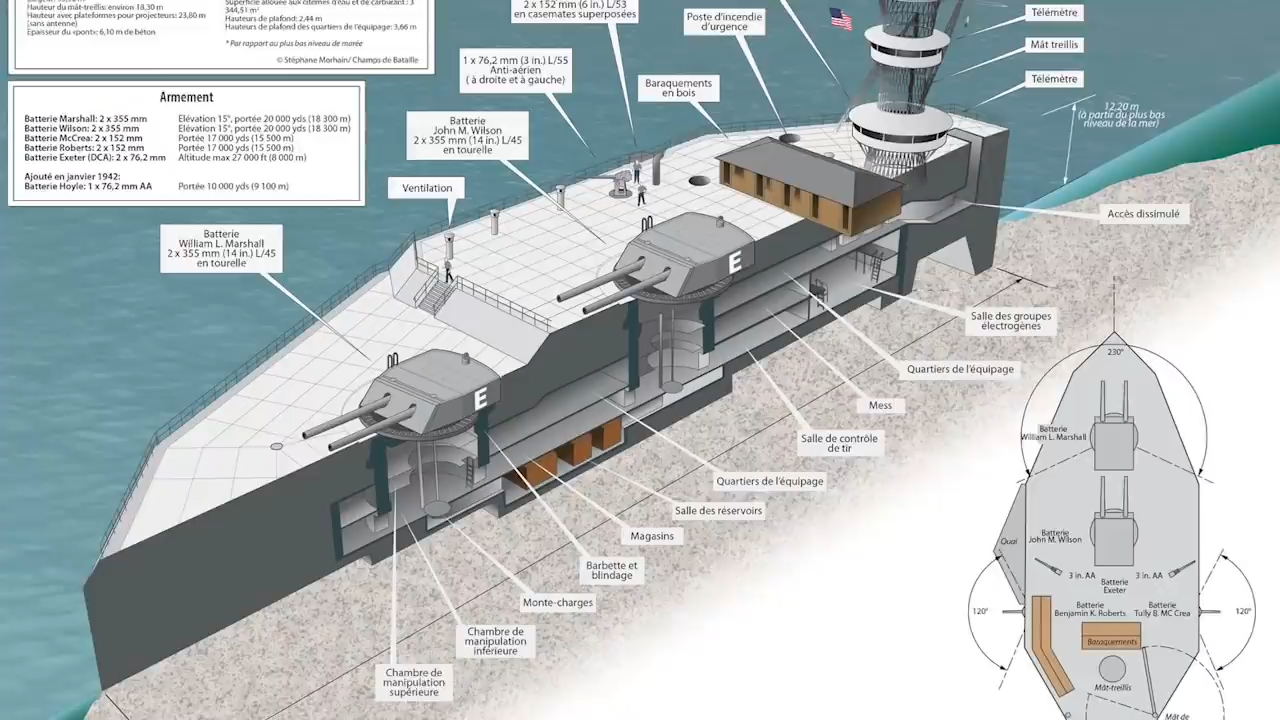 Hauteur du mât-treillis: environ 18,30 m
Hauteur avec plateformes pour projecteurs: 23,80 m
(sans antenne)
Epaisseur du «pont»: 6,10 m de béton
Superficie allouée aux citernes d'eau et de carburant : 3
344,51 m²
Hauteurs de plafond: 2,44 m
Hauteurs de plafond des quartiers de l'équipage: 3,66 m
* Par rapport au plus bas niveau de marée
© Stéphane Morhain/ Champs de Bataille
Armement
Batterie Marshall: 2 x 355 mm Elévation 15°, portée 20 000 yds (18 300 m)
Batterie Wilson: 2 x 355 mm Elévation 15°, portée 20 000 yds (18 300 m)
Batterie McCrea: 2 x 152 mm Portée 17 000 yds (15 500 m)
Batterie Roberts: 2 x 152 mm Portée 17 000 yds (15 500 m)
Batterie Exeter (DCA): 2 x 76,2 mm Altitude max 27 000 ft (8 000 m)
Ajouté en janvier 1942:
Batterie Hoyle: 1 x 76,2 mm AA Portée 10 000 yds (9 100 m)
2 x 152 mm (6 in.) L/53
en casemates superposées
Poste d'incendie
d'urgence
Télémètre
Mât treillis
Télémètre
1 x 76,2 mm (3 in.) L/55
Anti-aérien
( à droite et à gauche)
Baraquements
en bois
12,20 m
(à partir du plus bas
niveau de la mer)
Batterie
John M. Wilson
2 x 355 mm (14 in.) L/45
en tourelle
Ventilation
Accès dissimulé
Batterie
William L. Marshall
2 x 355 mm (14 in.) L/45
en tourelle
E
E
Salle des groupes
électrogènes
Quartiers de l'équipage
Mess
Salle de contrôle
de tir
Quartiers de l'équipage
Salle des réservoirs
Magasins
Barbette et
blindage
Monte-charges
Chambre de
manipulation
inférieure
Chambre de
manipulation
supérieure
230°
Batterie
William L. Marshall
Quai
Batterie
John M. Wilson
3 in. AA
3 in. AA
Batterie
Exeter
120°
Batterie
Benjamin K. Roberts
Batterie
Tully B. MC Crea
120°
Baraquements
Mât-treillis
Mât de